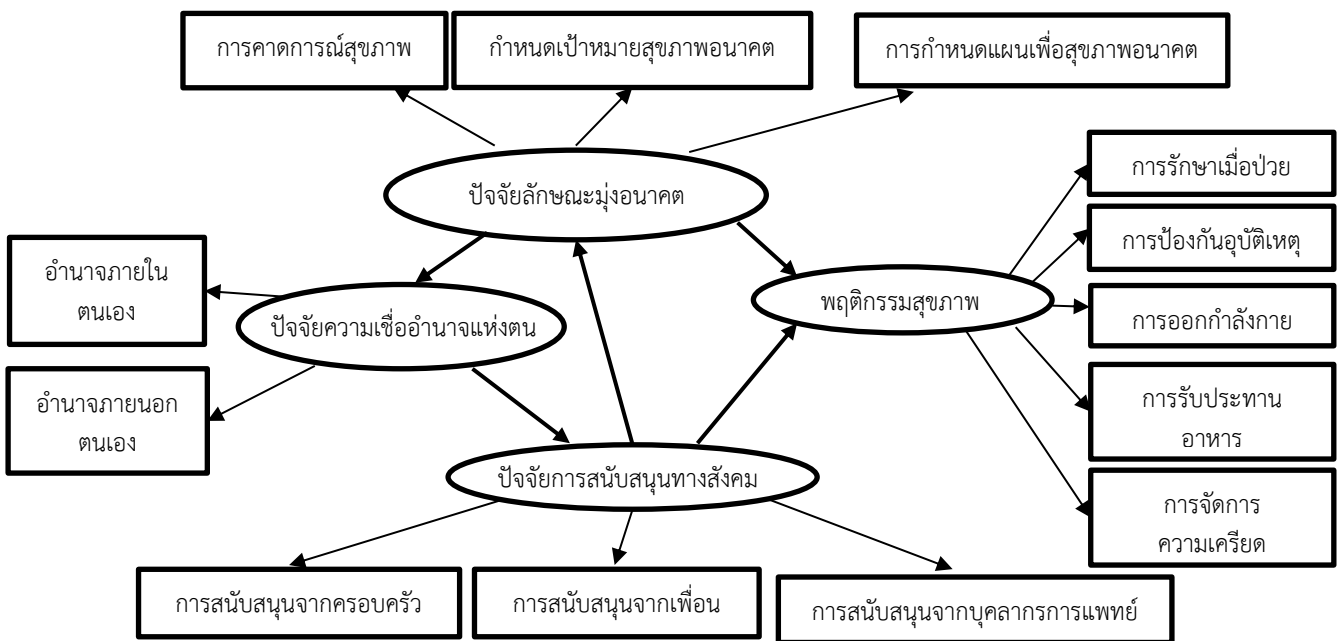 การคาดการณ์สุขภาพ
กำหนดเป้าหมายสุขภาพอนาคต
การกำหนดแผนเพื่อสุขภาพอนาคต
ปัจจัยลักษณะมุ่งอนาคต
การรักษาเมื่อป่วย
การป้องกันอุบัติเหตุ
อำนาจภายใน
ตนเอง
ปัจจัยความเชื่ออำนาจแห่งตน
พฤติกรรมสุขภาพ
การออกกำลังกาย
อำนาจภายนอก
ตนเอง
การรับประทาน
อาหาร
ปัจจัยการสนับสนุนทางสังคม
การจัดการ
ความเครียด
การสนับสนุนจากครอบครัว
การสนับสนุนจากเพื่อน
การสนับสนุนจากบุคลากรการแพทย์